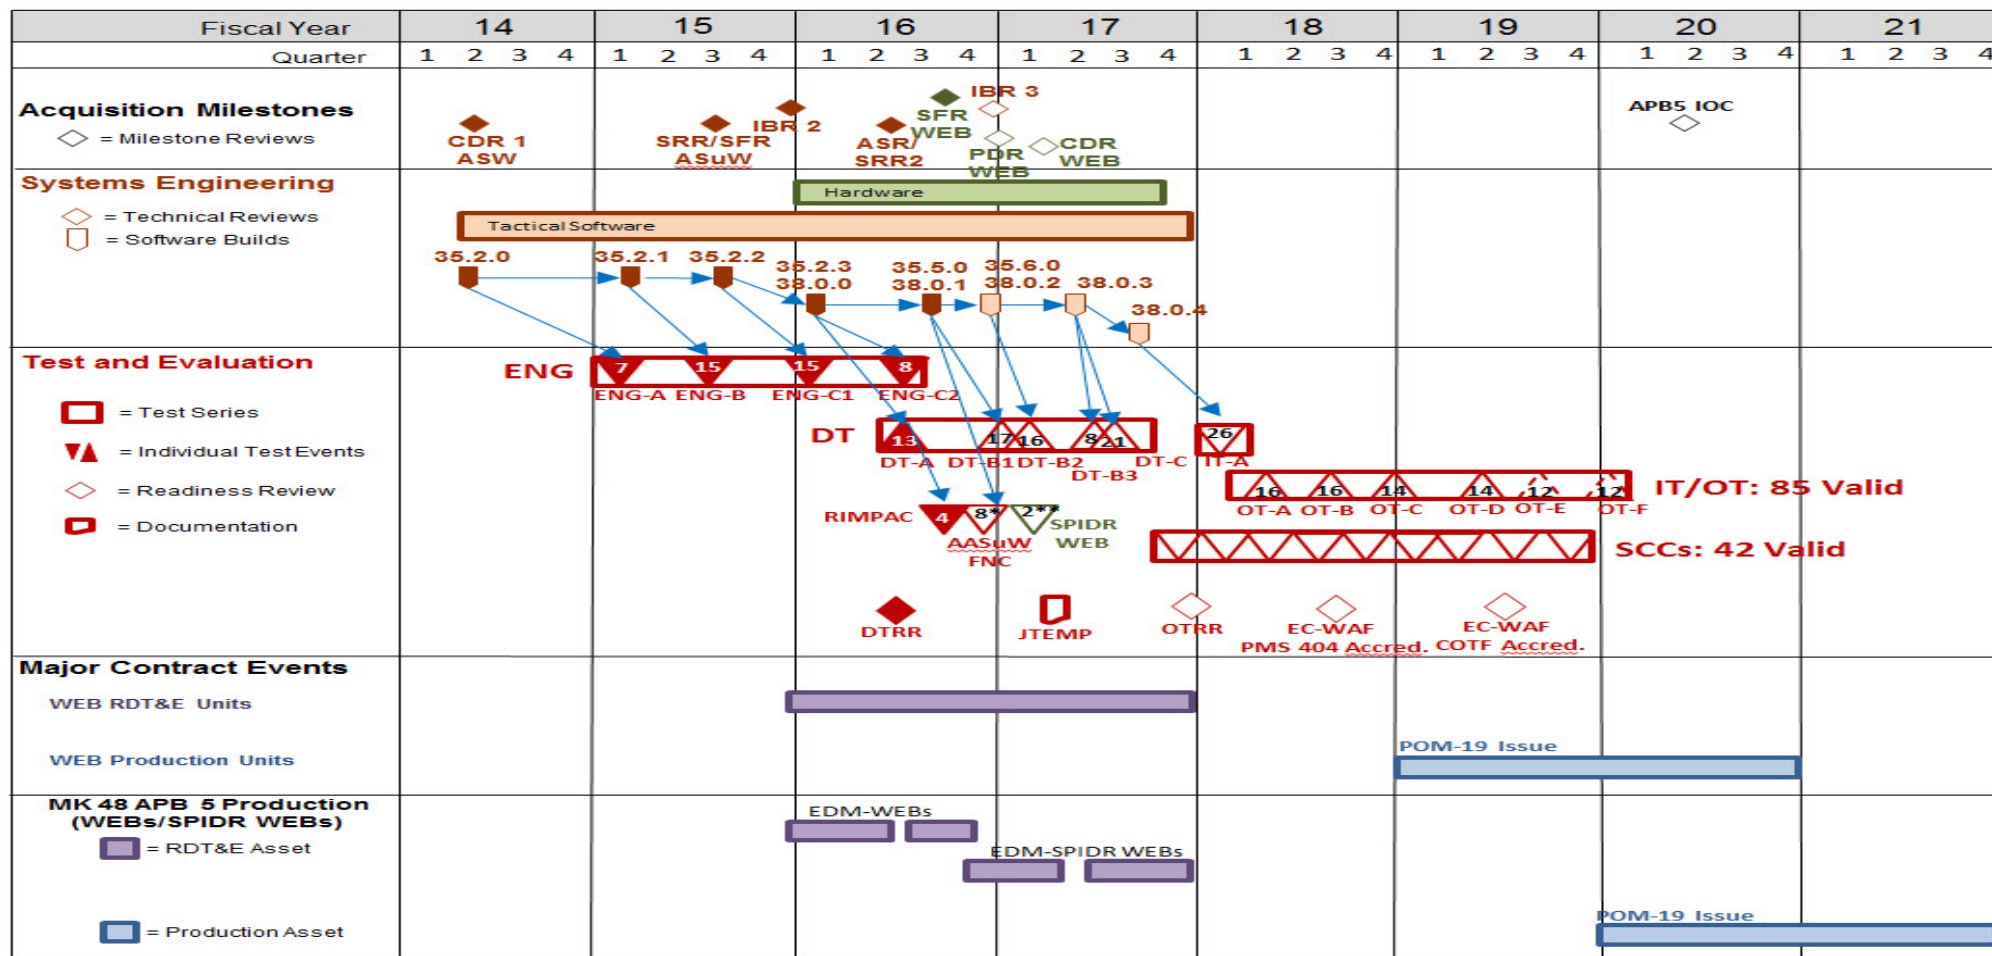 Fiscal Year 14 15 16 17 18 19 20 21
Quarter 1 2 3 4 1 2 3 4 1 2 3 4 1 2 3 4 1 2 3 4 1 2 3 4 1 2 3 4 1 2 3 4
Acquisition Milestones
= Milestone Reviews
CDR 1
ASW
SRR/SFR
ASuW
IBR 2
ASR/
SRR2
SFR
WEB
IBR 3
PDR
WEB
CDR
WEB
APB5 IOC
Systems Engineering
= Technical Reviews
= Software Builds
Hardware
Tactical Software
35.2.0
35.2.1
35.2.2
35.2.3
38.0.0
35.5.0
38.0.1
35.6.0
38.0.2
38.0.3
38.0.4
Test and Evaluation
= Test Series
= Individual Test Events
= Readiness Review
= Documentation
ENG
7 15 15 8
ENG-A ENG-B ENG-C1 ENG-C2
DT
13 17 16 8 21
DT-A DT-B1 DT-B2 DT-C
DT-B3
26
IT-A
16 16 14 14 12 12
OT-A OT-B OT-C OT-D OT-E OT-F
IT/OT: 85 Valid
RIMPAC
4 8* 2**
AASuW
FNC
SPIDR
WEB
SCCs: 42 Valid
DTRR
JTEMP
OTRR
EC-WAF
PMS 404 Accred.
EC-WAF
COTF Accred.
Major Contract Events
WEB RDT&E Units
WEB Production Units
POM-19 Issue
MK 48 APB 5 Production
(WEBs/SPIDR WEBs)
= RDT&E Asset
EDM-WEBs
EDM-SPIDR WEBs
= Production Asset
POM-19 Issue